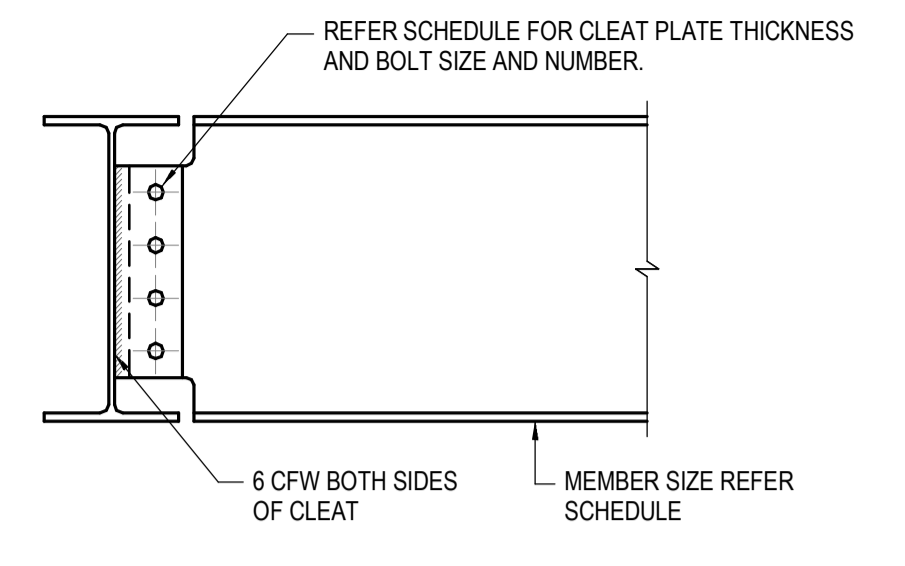 REFER SCHEDULE FOR CLEAT PLATE THICKNESS
AND BOLT SIZE AND NUMBER.
6 CFW BOTH SIDES
OF CLEAT
MEMBER SIZE REFER
SCHEDULE